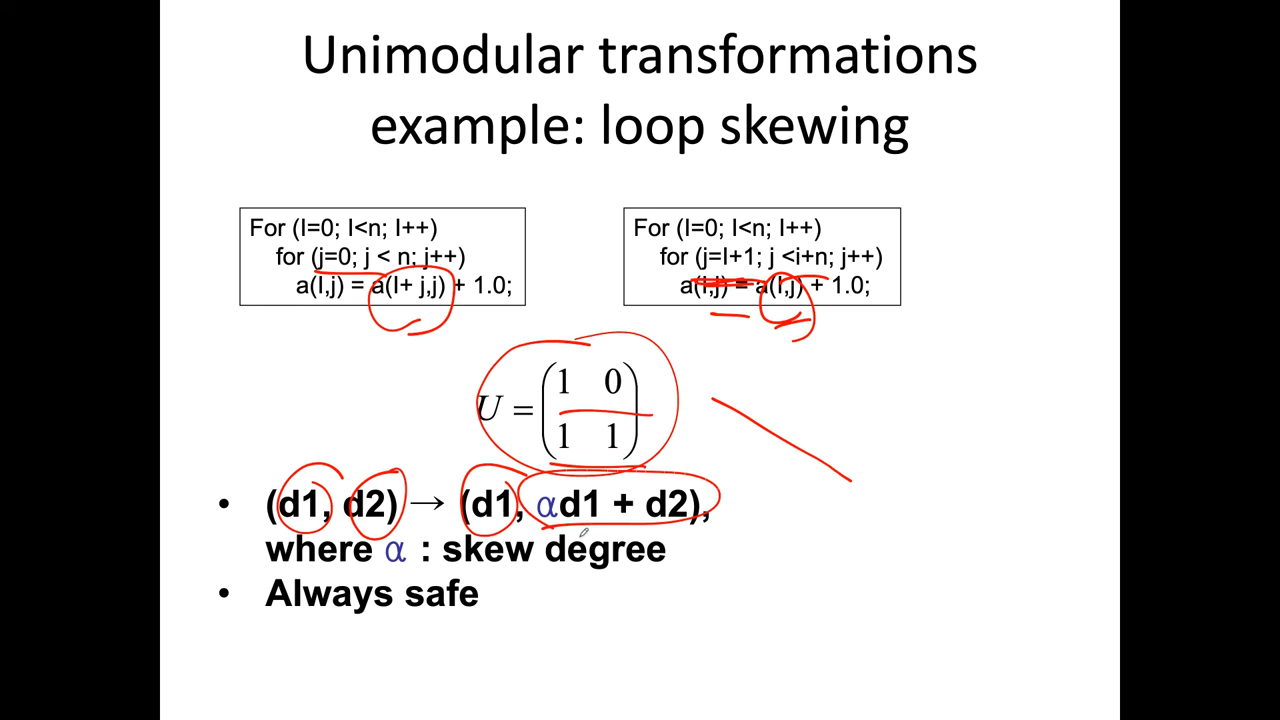 Unimodular transformations
example: loop skewing
For (I=0; I<n; I++)
for (j=0; j < n; j++)
a(I,j) = a(I+ j,j) + 1.0;
For (I=0; I<n; I++)
for (j=I+1; j <i+n; j++)
a(I,j) = a(I,j) + 1.0;
U = (1 0
1 1)
• (d1, d2) → (d1, αd1 + d2),
where α : skew degree
• Always safe